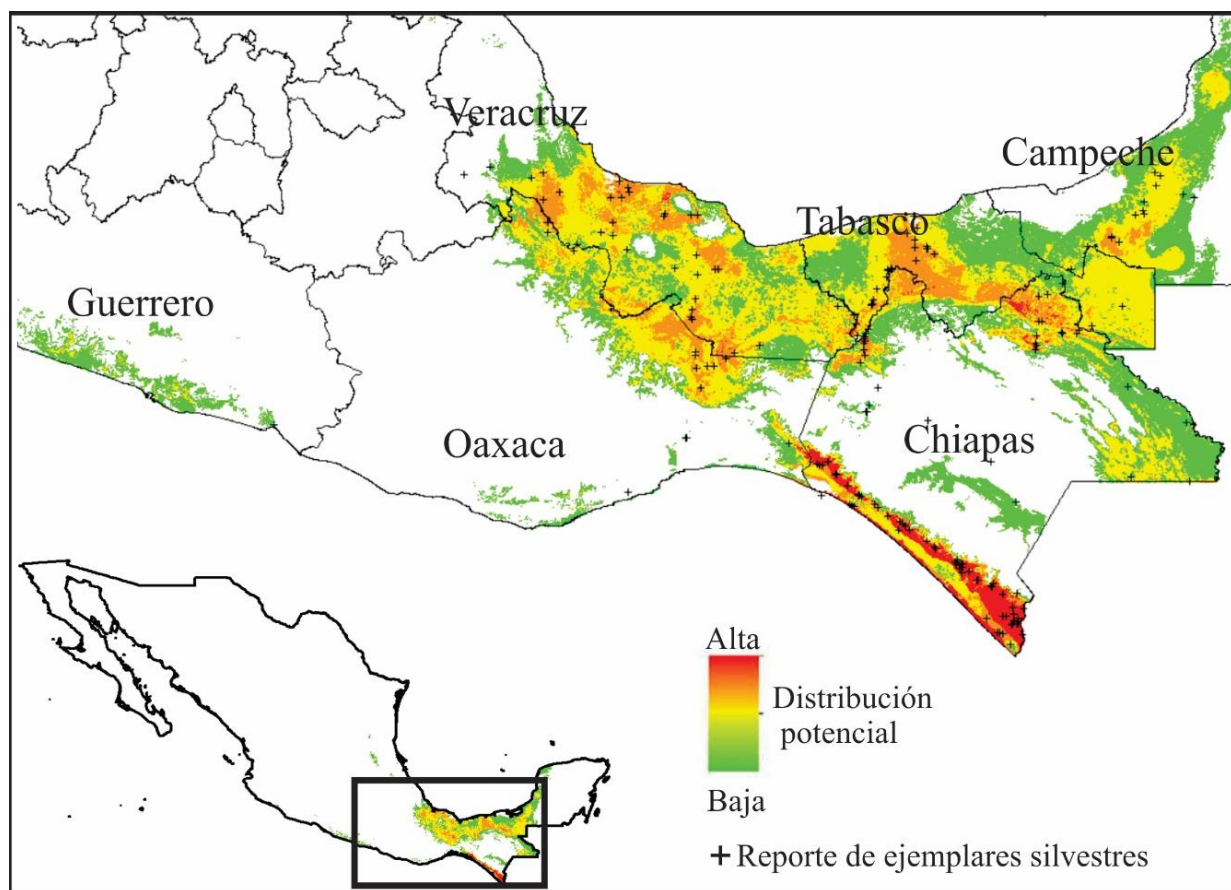 Veracruz
Campeche
Tabasco
Guerrero
Oaxaca
Chiapas
Alta
Distribución
potencial
Baja
+ Reporte de ejemplares silvestres